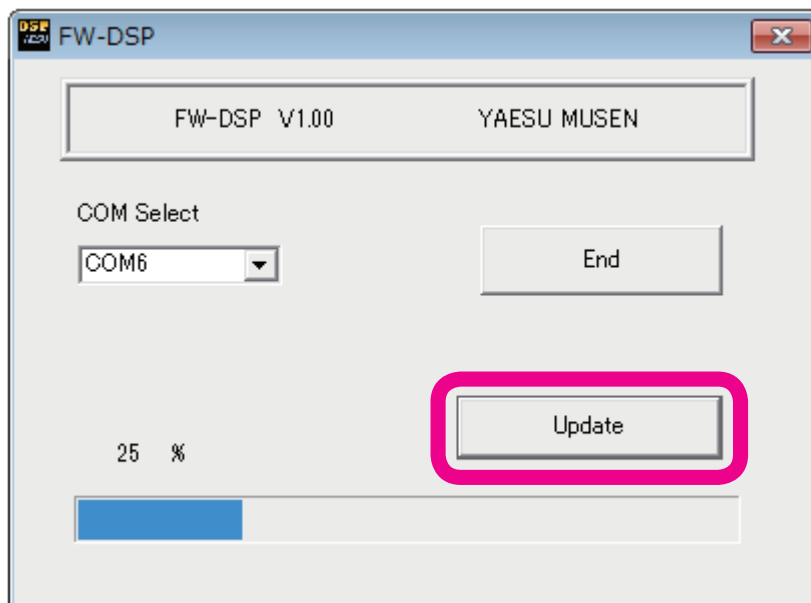 FW-DSP
FW-DSP V1.00 YAESU MUSEN
COM Select
COM6
End
Update
25 %